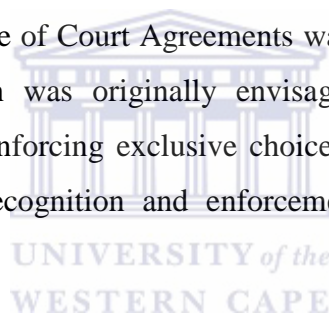 e of Court Agreements wa
was originally envisag
nforcing exclusive choice
ecognition and enforceme
UNIVERSITY of the
WESTERN CAPE